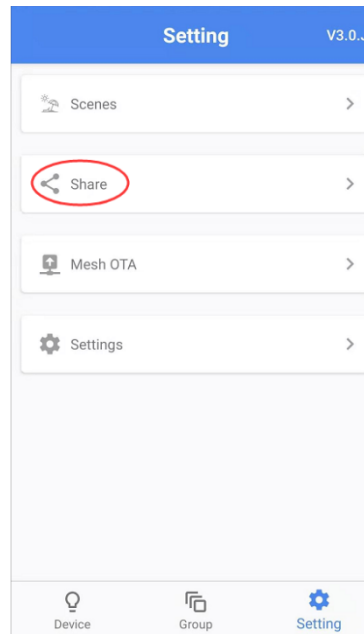 Setting V3.0.
Scenes
Share
Mesh OTA
Settings
Device Group Setting